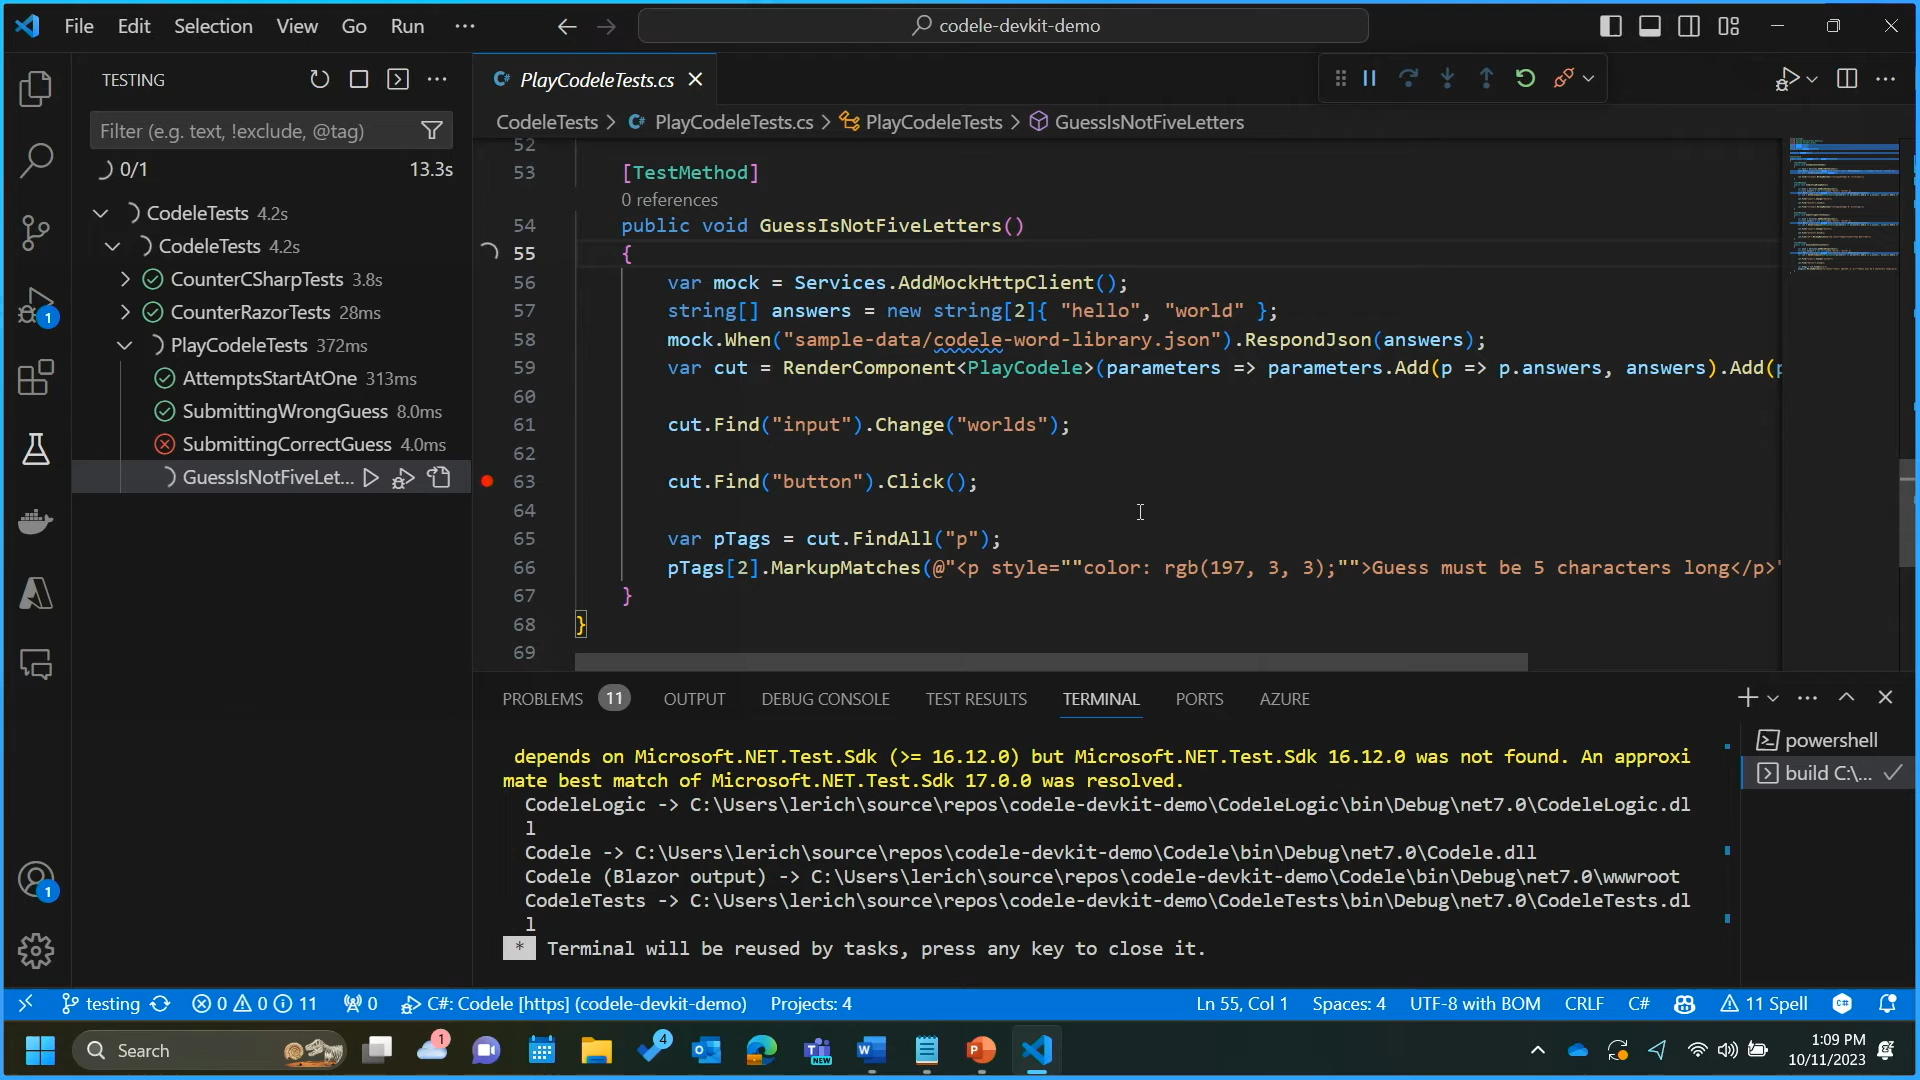 File Edit Selection View Go Run ··· codele-devkit-demo
TESTING
Filter (e.g. text, !exclude, @tag)
0/1 13.3s
CodeleTests 4.2s
CodeleTests 4.2s
CounterCSharpTests 3.8s
CounterRazorTests 28ms
PlayCodeleTests 372ms
AttemptsStartAtOne 313ms
SubmittingWrongGuess 8.0ms
SubmittingCorrectGuess 4.0ms
GuessIsNotFiveLet...
1
1
PlayCodeleTests.cs
CodeleTests > PlayCodeleTests.cs > PlayCodeleTests > GuessIsNotFiveLetters
52
53 [TestMethod]
0 references
54 public void GuessIsNotFiveLetters()
55 {
56 var mock = Services.AddMockHttpClient();
57 string[] answers = new string[2]{ "hello", "world" };
58 mock.When("sample-data/codele-word-library.json").RespondJson(answers);
59 var cut = RenderComponent<PlayCodele>(parameters => parameters.Add(p => p.answers, answers).Add(p
60
61 cut.Find("input").Change("worlds");
62
63 cut.Find("button").Click();
64
65 var pTags = cut.FindAll("p");
66 pTags[2].MarkupMatches(@"<p style=""color: rgb(197, 3, 3);"">Guess must be 5 characters long</p>"
67 }
68 }
69
PROBLEMS 11 OUTPUT DEBUG CONSOLE TEST RESULTS TERMINAL PORTS AZURE
depends on Microsoft.NET.Test.Sdk (>= 16.12.0) but Microsoft.NET.Test.Sdk 16.12.0 was not found. An approxi
mate best match of Microsoft.NET.Test.Sdk 17.0.0 was resolved.
CodeleLogic -> C:\Users\lerich\source\repos\codele-devkit-demo\CodeleLogic\bin\Debug\net7.0\CodeleLogic.dl
l
Codele -> C:\Users\lerich\source\repos\codele-devkit-demo\Codele\bin\Debug\net7.0\Codele.dll
Codele (Blazor output) -> C:\Users\lerich\source\repos\codele-devkit-demo\Codele\bin\Debug\net7.0\wwwroot
CodeleTests -> C:\Users\lerich\source\repos\codele-devkit-demo\CodeleTests\bin\Debug\net7.0\CodeleTests.dl
l
* Terminal will be reused by tasks, press any key to close it.
powershell
build C:\...
testing 0 0 11 0 C#: Codele [https] (codele-devkit-demo) Projects: 4 Ln 55, Col 1 Spaces: 4 UTF-8 with BOM CRLF C# 11 Spell
Search 1 4 NEW 1:09 PM
10/11/2023